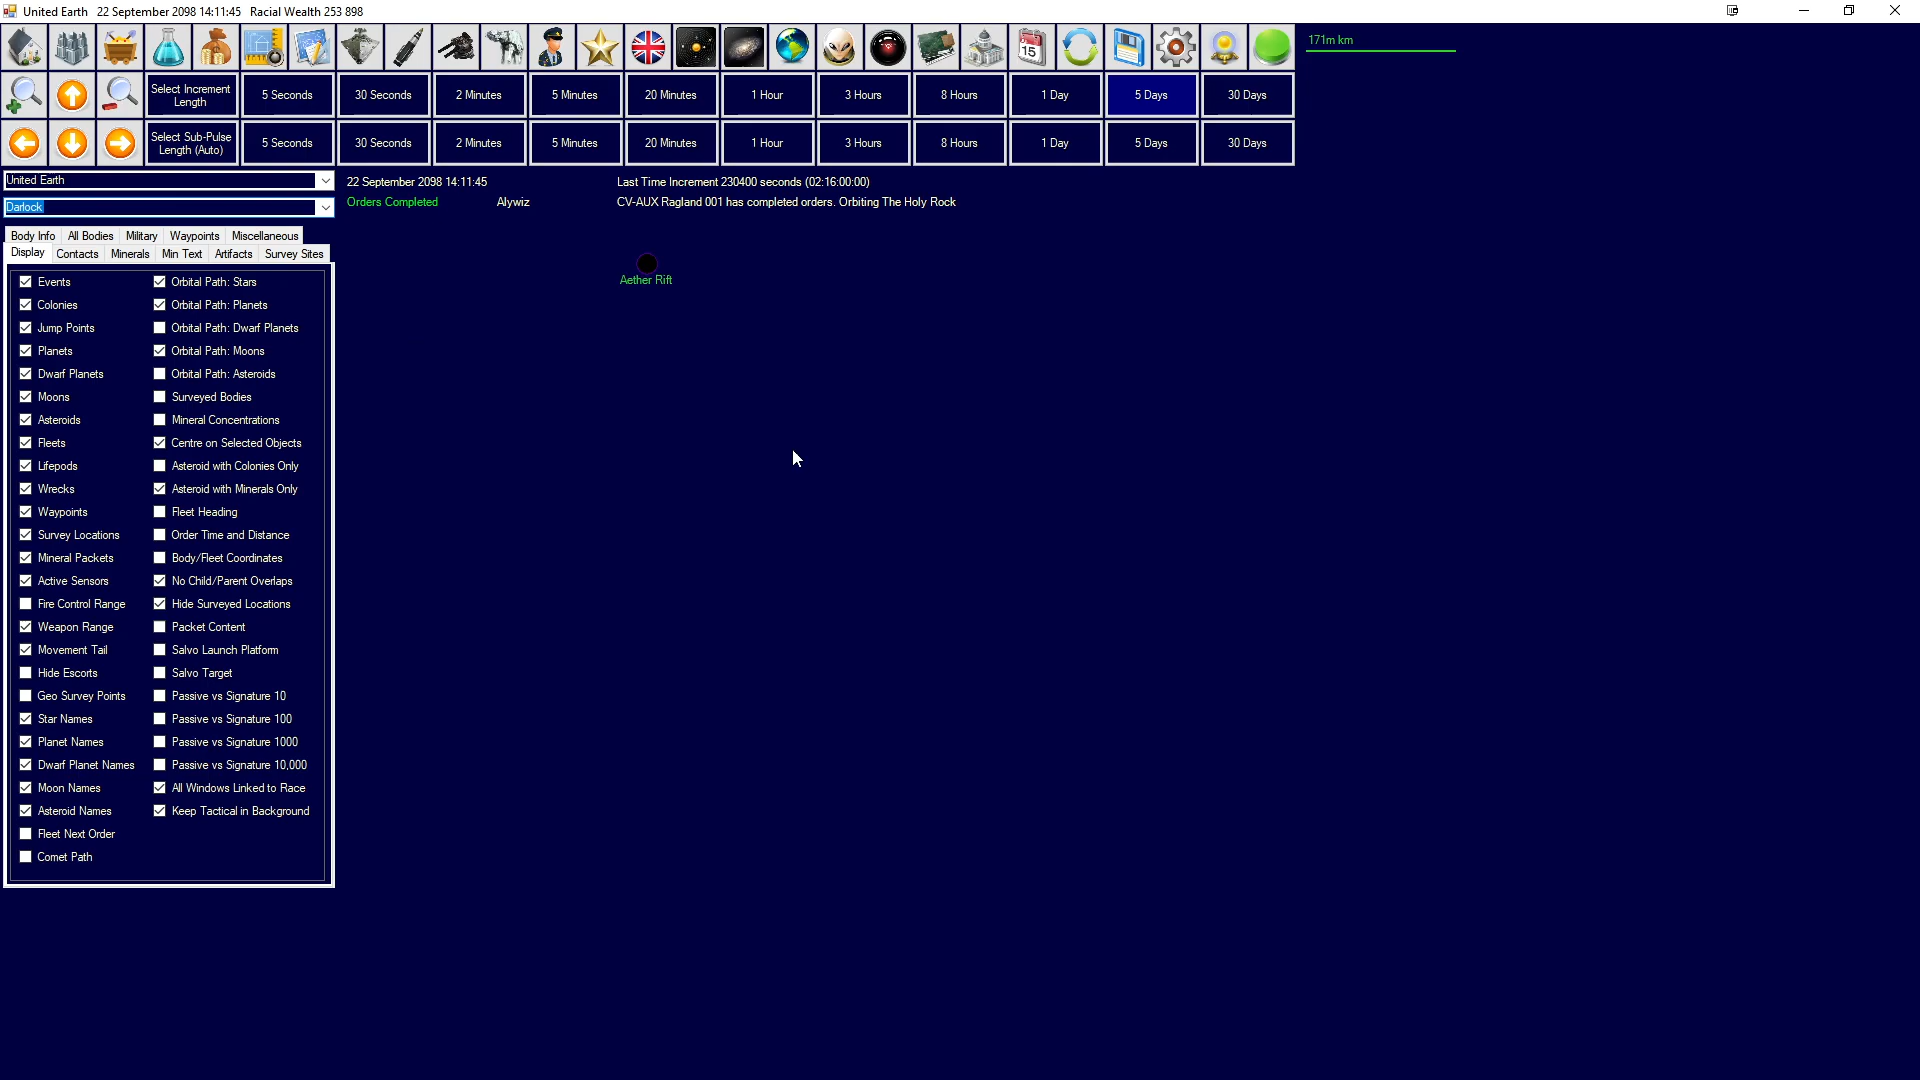 United Earth 22 September 2098 14:11:45 Racial Wealth 253 898
171m km
15
Select Increment Length
5 Seconds
30 Seconds
2 Minutes
5 Minutes
20 Minutes
1 Hour
3 Hours
8 Hours
1 Day
5 Days
30 Days
Select Sub-Pulse Length (Auto)
5 Seconds
30 Seconds
2 Minutes
5 Minutes
20 Minutes
1 Hour
3 Hours
8 Hours
1 Day
5 Days
30 Days
United Earth
22 September 2098 14:11:45
Last Time Increment 230400 seconds (02:16:00:00)
Darlock
Orders Completed
Alywiz
CV-AUX Ragland 001 has completed orders. Orbiting The Holy Rock
Body Info
All Bodies
Military
Waypoints
Miscellaneous
Display
Contacts
Minerals
Min Text
Artifacts
Survey Sites
Aether Rift
Events
Colonies
Jump Points
Planets
Dwarf Planets
Moons
Asteroids
Fleets
Lifepods
Wrecks
Waypoints
Survey Locations
Mineral Packets
Active Sensors
Fire Control Range
Weapon Range
Movement Tail
Hide Escorts
Geo Survey Points
Star Names
Planet Names
Dwarf Planet Names
Moon Names
Asteroid Names
Fleet Next Order
Comet Path
Orbital Path: Stars
Orbital Path: Planets
Orbital Path: Dwarf Planets
Orbital Path: Moons
Orbital Path: Asteroids
Surveyed Bodies
Mineral Concentrations
Centre on Selected Objects
Asteroid with Colonies Only
Asteroid with Minerals Only
Fleet Heading
Order Time and Distance
Body/Fleet Coordinates
No Child/Parent Overlaps
Hide Surveyed Locations
Packet Content
Salvo Launch Platform
Salvo Target
Passive vs Signature 10
Passive vs Signature 100
Passive vs Signature 1000
Passive vs Signature 10,000
All Windows Linked to Race
Keep Tactical in Background